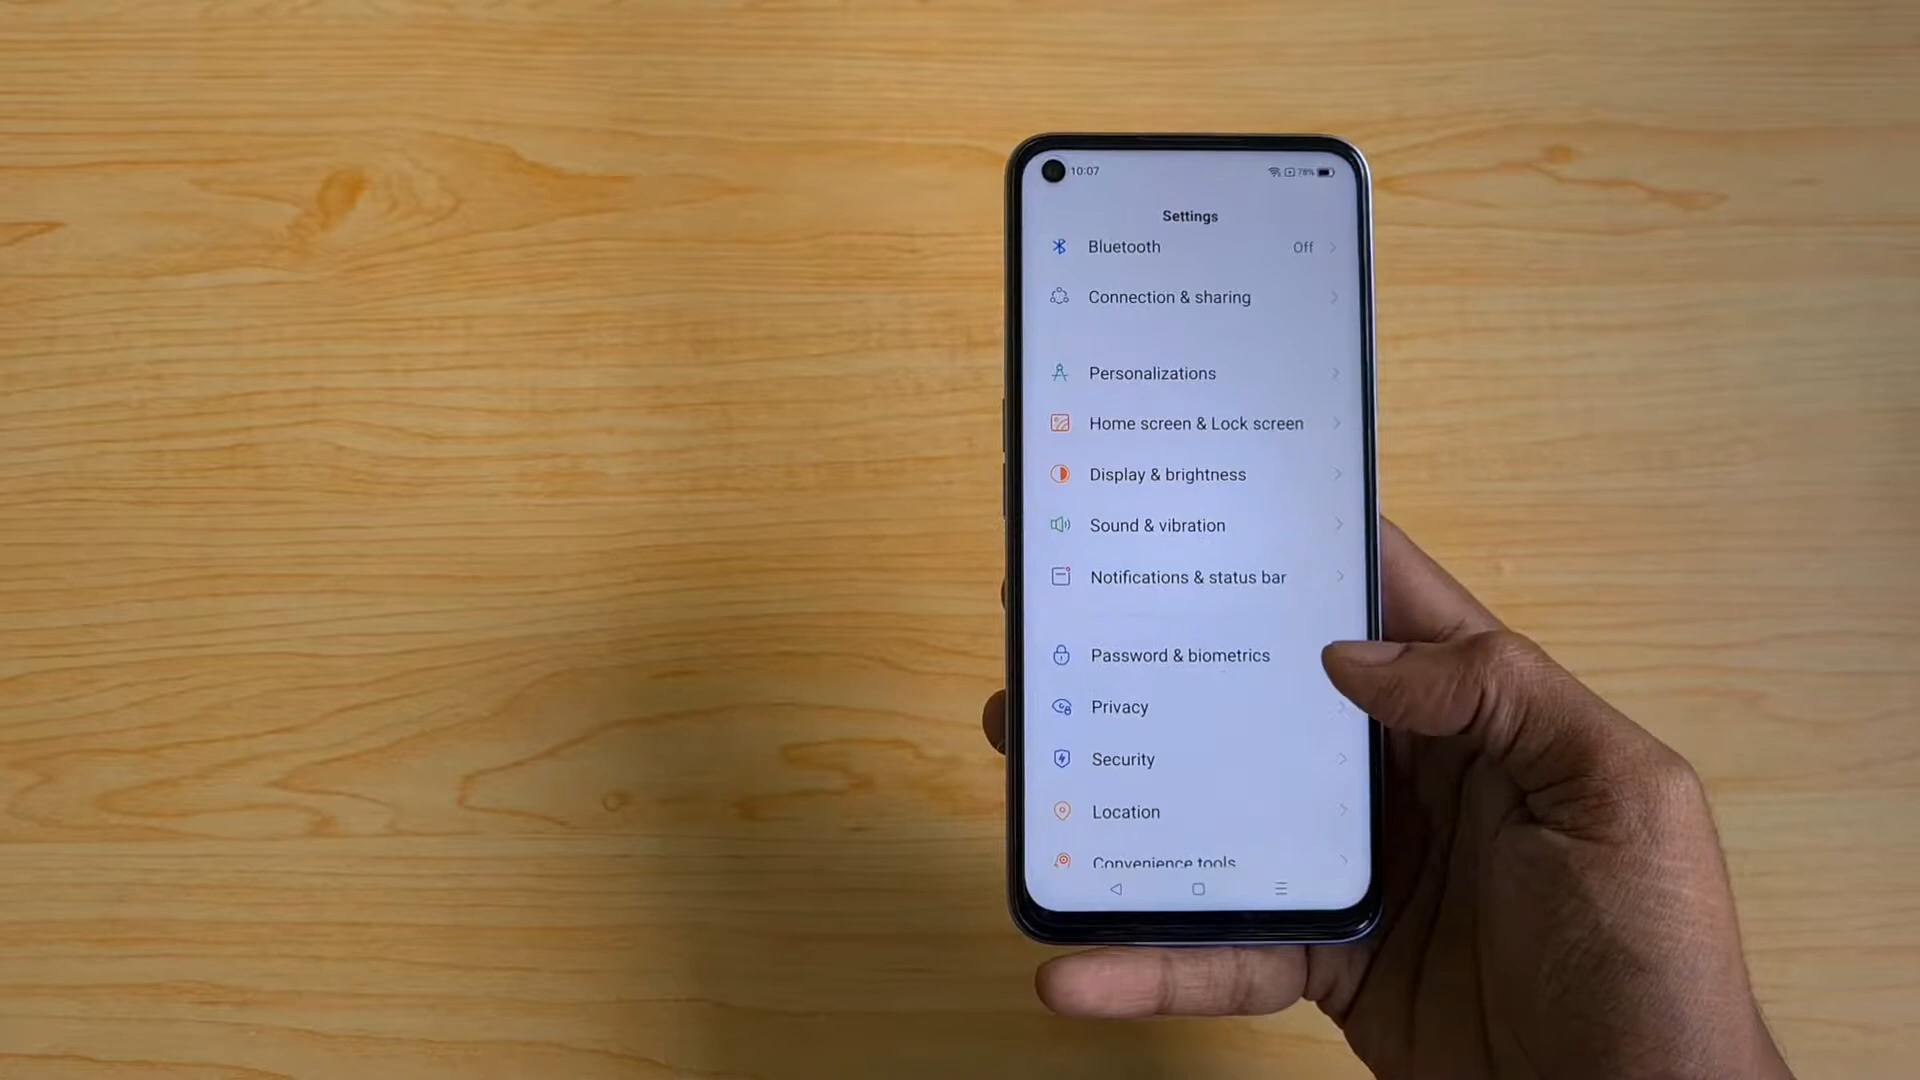 10:07
78%
Settings
Bluetooth Off
Connection & sharing
Personalizations
Home screen & Lock screen
Display & brightness
Sound & vibration
Notifications & status bar
Password & biometrics
Privacy
Security
Location
Convenience tools